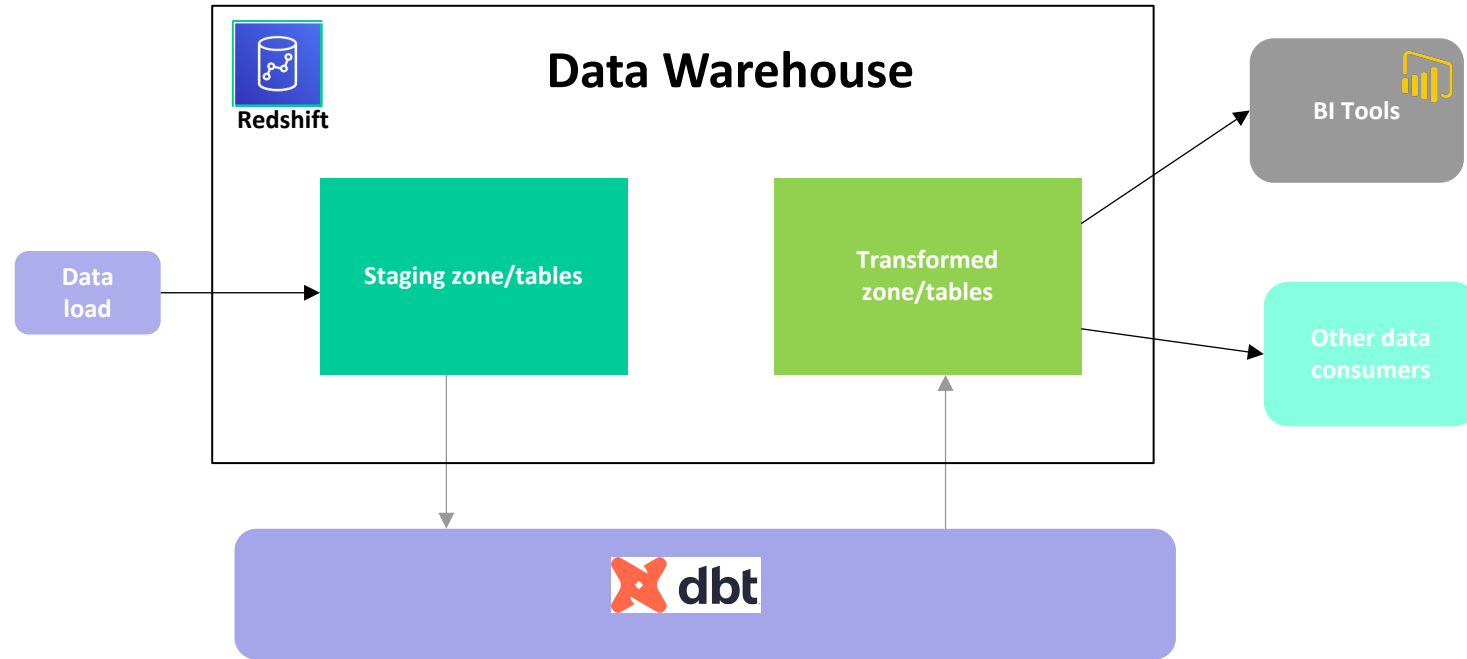 Data Warehouse
Redshift
BI Tools
Staging zone/tables
Transformed
zone/tables
Data
load
Other data
consumers
dbt